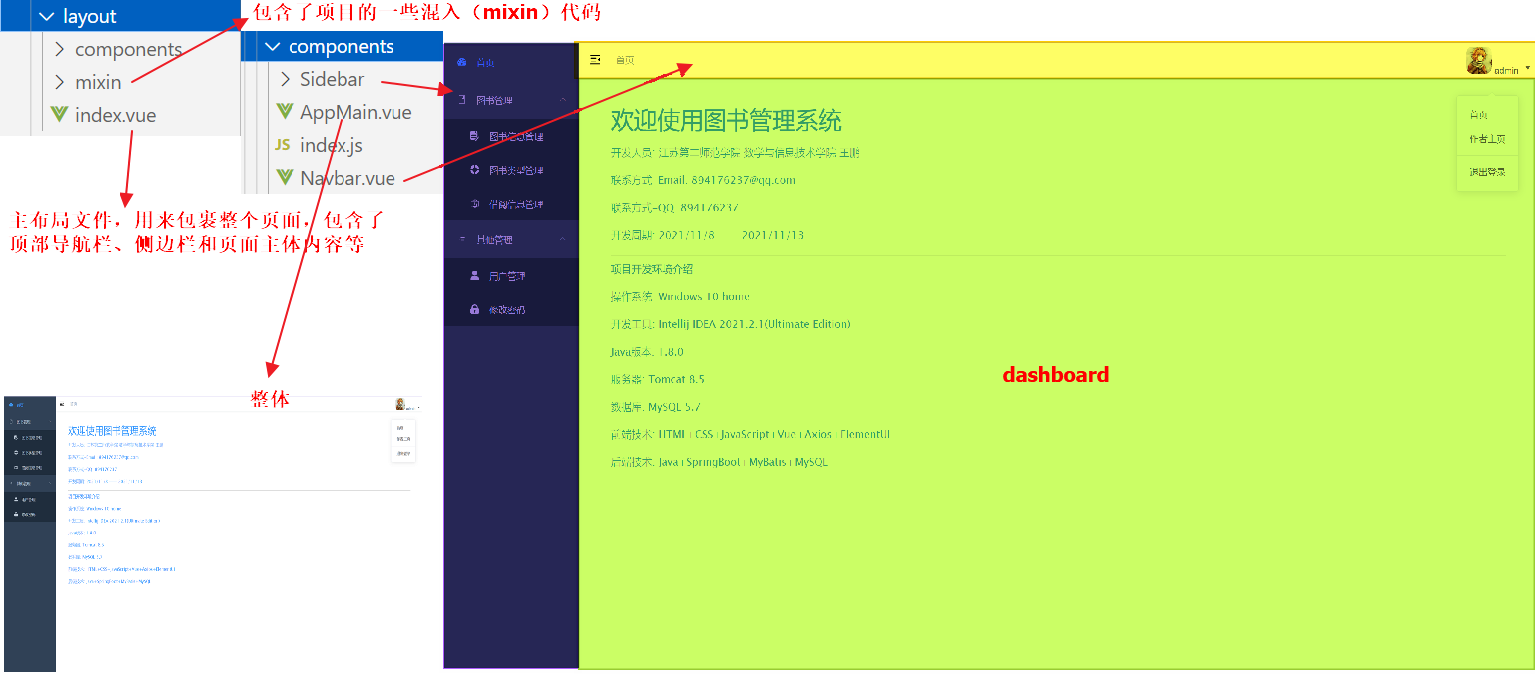 layout
components
mixin
index.vue
包含了项目的一些混入（mixin）代码
components
Sidebar
AppMain.vue
index.js
Navbar.vue
主布局文件，用来包裹整个页面，包含了
顶部导航栏、侧边栏和页面主体内容等
整体
首页
图书管理
图书信息管理
图书类型管理
借阅信息管理
其他管理
用户管理
修改密码
首页
admin
首页
作者主页
退出登录
欢迎使用图书管理系统
开发人员: 江苏第二师范学院 数学与信息技术学院 王鹏
联系方式-Email: 894176237@qq.com
联系方式-QQ: 894176237
开发周期: 2021/11/8 —— 2021/11/13
项目开发环境介绍
操作系统: Windows 10 home
开发工具: Intellij IDEA 2021.2.1(Ultimate Edition)
Java版本: 1.8.0
服务器: Tomcat 8.5
数据库: MySQL 5.7
前端技术: HTML+CSS+JavaScript+Vue+Axios+ElementUI
后端技术: Java+SpringBoot+MyBatis+MySQL
dashboard
欢迎使用图书管理系统